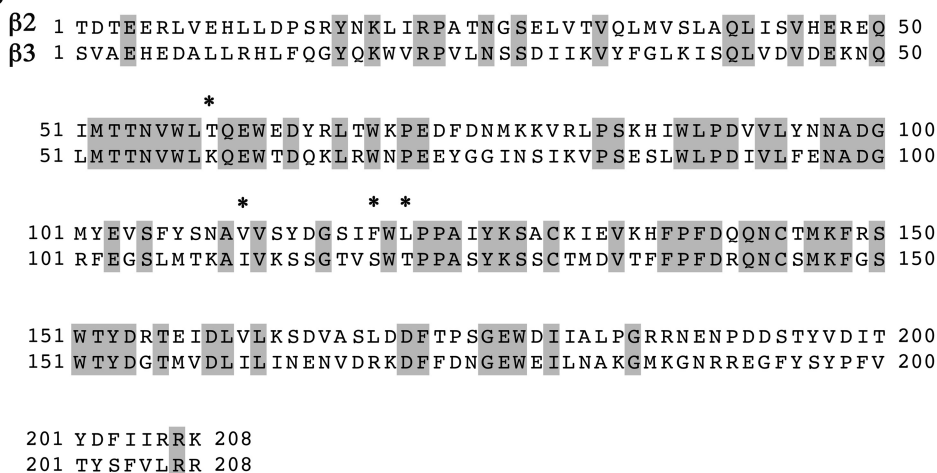 β2 1 TDTEERLVEHLLDPSRYNKLIRPATNGSELVTVQLMVSLAQLISVHEREQ 50
β3 1 SVAEHEDALLRHLFQGYQKWVRPVLNSSDIIKVYFGLKISQLVDVDEKNQ 50
*
51 IMTTNVWLTQEWEDYRLTWKPEDFDNMKKVRLPSKHIWLPDVVLYNNADG 100
51 LMTTNVWLKQEWTDQKLRWNPEEYGGINSIKVPSESLWLPDIVLFENADG 100
* * *
101 MYEVSFYSNAVVSYDGSIFWLPPAIYKSACKIEVKHFPFDQQNCTMKFRS 150
101 RFEGSLMTKAIVKSSGTVSWTPPASYKSSCTMDVTFFPFDRQNCSMKFGS 150
151 WTYDRTEIDLVLKSDVASLDDFTPSGEWDIIALPGRRNENPDDSTYVDIT 200
151 WTYDGTMVDLILINENVDRKDFFDNGEWEILNAKGMKGNRREGFYSYPFV 200
201 YDFIIRRK 208
201 TYSFVLRR 208